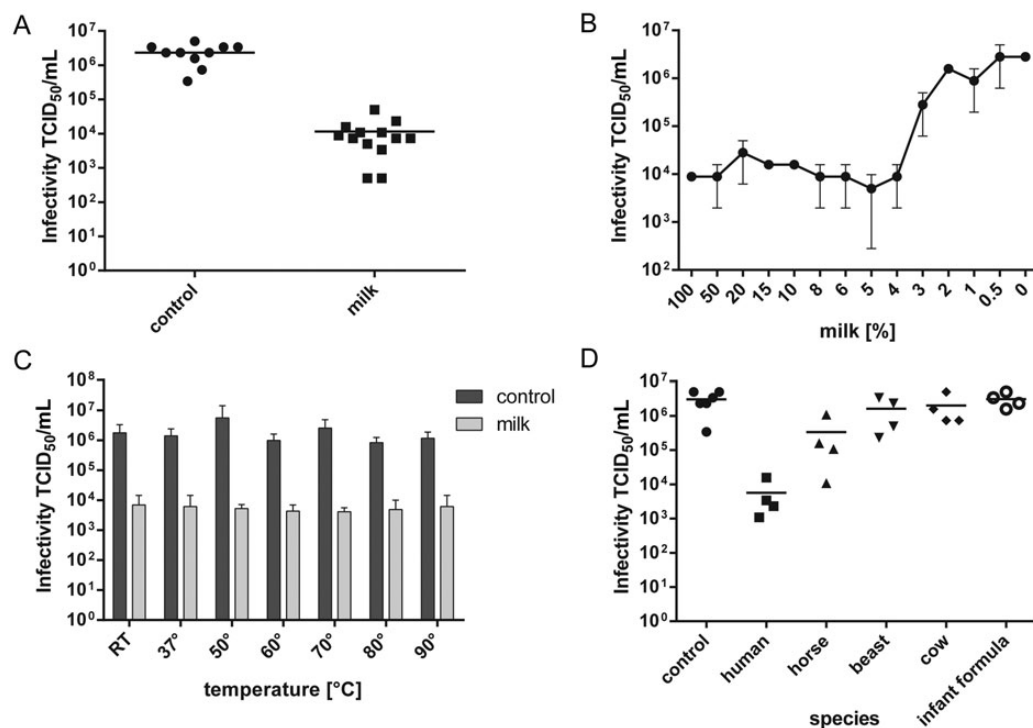 A
Infectivity TCID₅₀/mL
10⁷
10⁶
10⁵
10⁴
10³
10²
10¹
10⁰
control
milk
B
Infectivity TCID₅₀/mL
10⁷
10⁶
10⁵
10⁴
10³
10²
100
50
20
15
10
8
6
5
4
3
2
1
0.5
0
milk [%]
C
Infectivity TCID₅₀/mL
10⁸
10⁷
10⁶
10⁵
10⁴
10³
10²
10¹
10⁰
control
milk
RT
37°
50°
60°
70°
80°
90°
temperature [°C]
D
Infectivity TCID₅₀/mL
10⁷
10⁶
10⁵
10⁴
10³
10²
10¹
10⁰
control
human
horse
beast
cow
infant formula
species